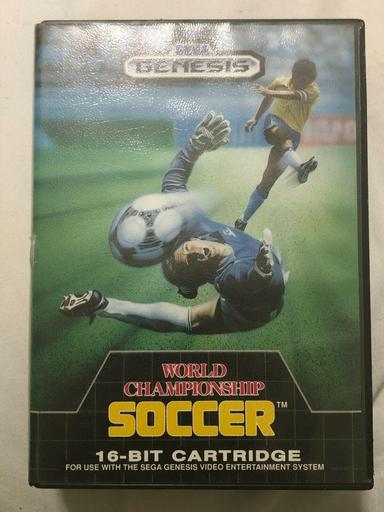 SEGA
GENESIS
WORLD
CHAMPIONSHIP
SOCCER™
16-BIT CARTRIDGE
FOR USE WITH THE SEGA GENESIS VIDEO ENTERTAINMENT SYSTEM